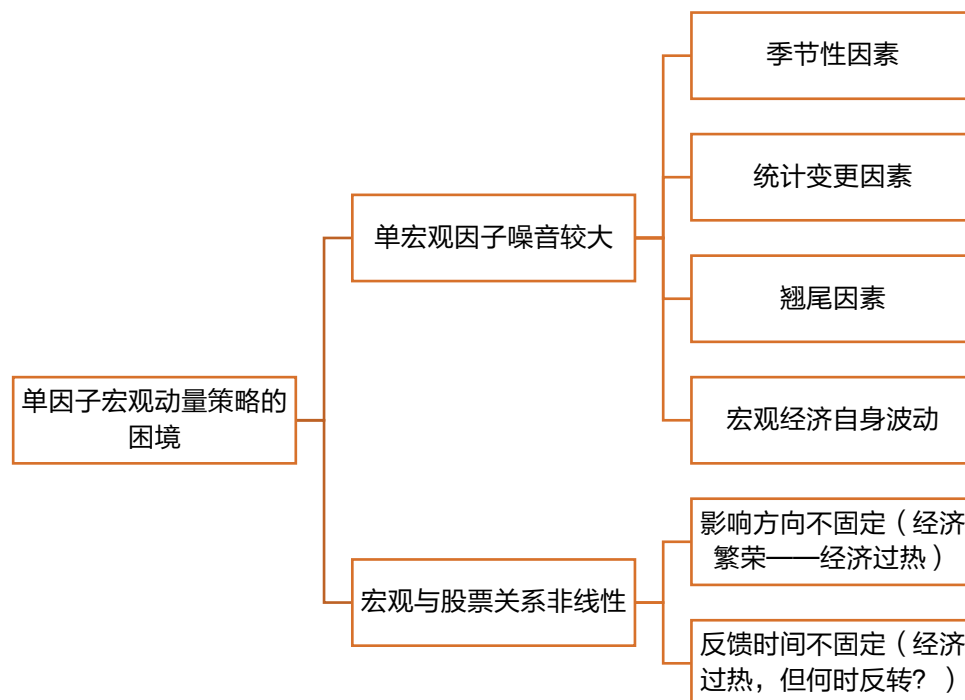 季节性因素
统计变更因素
单宏观因子噪音较大
翘尾因素
单因子宏观动量策略的
困境
宏观经济自身波动
影响方向不固定（经济
繁荣——经济过热）
宏观与股票关系非线性
反馈时间不固定（经济
过热，但何时反转？）